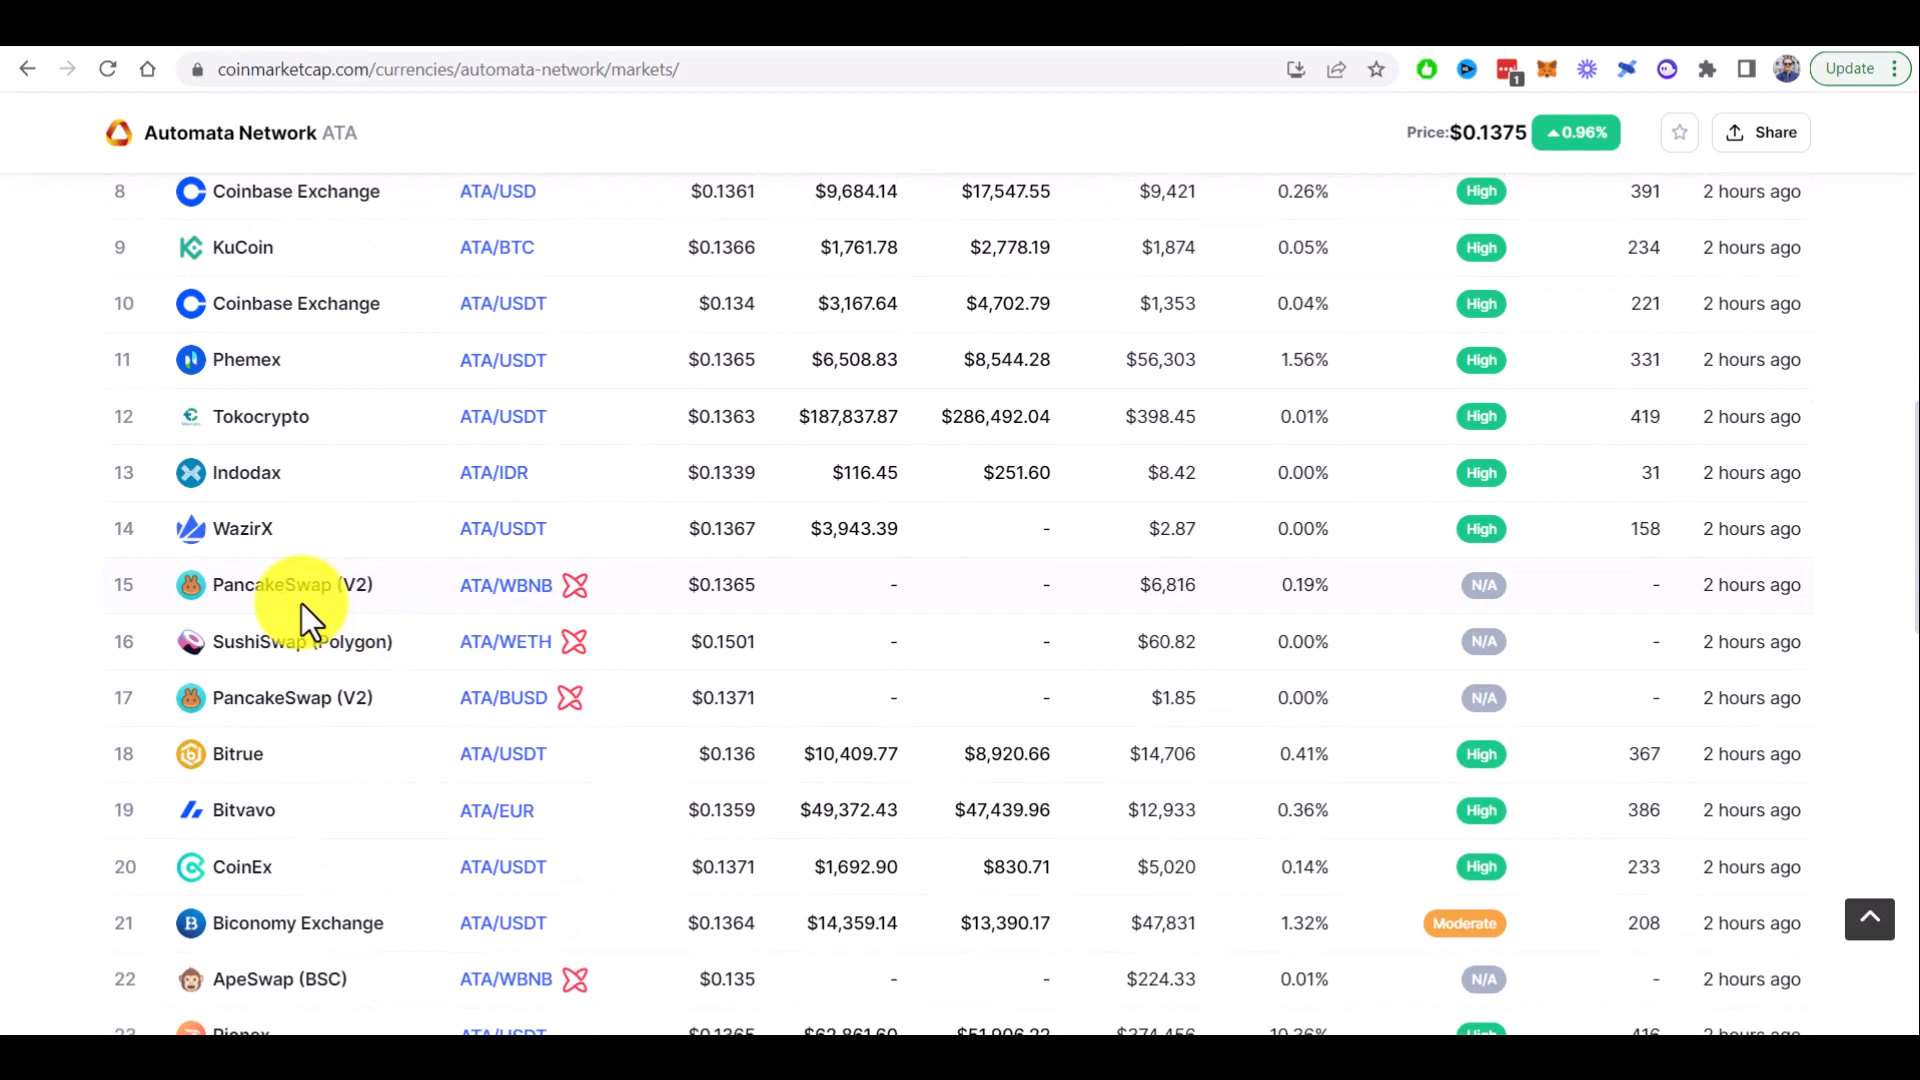 coinmarketcap.com/currencies/automata-network/markets/
1
Update
Automata Network ATA
Price:$0.1375 0.96%
Share
8 Coinbase Exchange ATA/USD $0.1361 $9,684.14 $17,547.55 $9,421 0.26% High 391 2 hours ago
9 KuCoin ATA/BTC $0.1366 $1,761.78 $2,778.19 $1,874 0.05% High 234 2 hours ago
10 Coinbase Exchange ATA/USDT $0.134 $3,167.64 $4,702.79 $1,353 0.04% High 221 2 hours ago
11 Phemex ATA/USDT $0.1365 $6,508.83 $8,544.28 $56,303 1.56% High 331 2 hours ago
12 Tokocrypto ATA/USDT $0.1363 $187,837.87 $286,492.04 $398.45 0.01% High 419 2 hours ago
13 Indodax ATA/IDR $0.1339 $116.45 $251.60 $8.42 0.00% High 31 2 hours ago
14 WazirX ATA/USDT $0.1367 $3,943.39 - $2.87 0.00% High 158 2 hours ago
15 PancakeSwap (V2) ATA/WBNB $0.1365 - - $6,816 0.19% N/A - 2 hours ago
16 SushiSwap (Polygon) ATA/WETH $0.1501 - - $60.82 0.00% N/A - 2 hours ago
17 PancakeSwap (V2) ATA/BUSD $0.1371 - - $1.85 0.00% N/A - 2 hours ago
18 Bitrue ATA/USDT $0.136 $10,409.77 $8,920.66 $14,706 0.41% High 367 2 hours ago
19 Bitvavo ATA/EUR $0.1359 $49,372.43 $47,439.96 $12,933 0.36% High 386 2 hours ago
20 CoinEx ATA/USDT $0.1371 $1,692.90 $830.71 $5,020 0.14% High 233 2 hours ago
21 Biconomy Exchange ATA/USDT $0.1364 $14,359.14 $13,390.17 $47,831 1.32% Moderate 208 2 hours ago
22 ApeSwap (BSC) ATA/WBNB $0.135 - - $224.33 0.01% N/A - 2 hours ago
23 Pionex ATA/USDT $0.1365 2 hours ago